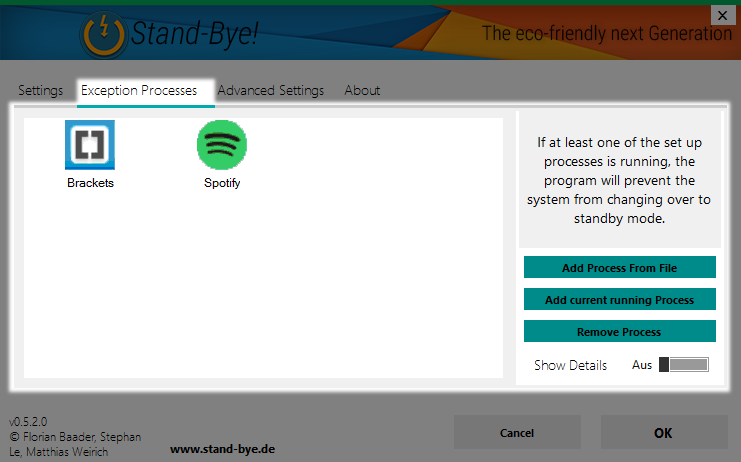 Stand-Bye!
The eco-friendly next Generation
Settings Exception Processes Advanced Settings About
Brackets Spotify
If at least one of the set up
processes is running, the
program will prevent the
system from changing over to
standby mode.
Add Process From File
Add current running Process
Remove Process
Show Details Aus
v0.5.2.0
© Florian Baader, Stephan
Le, Matthias Weirich
www.stand-bye.de
Cancel OK